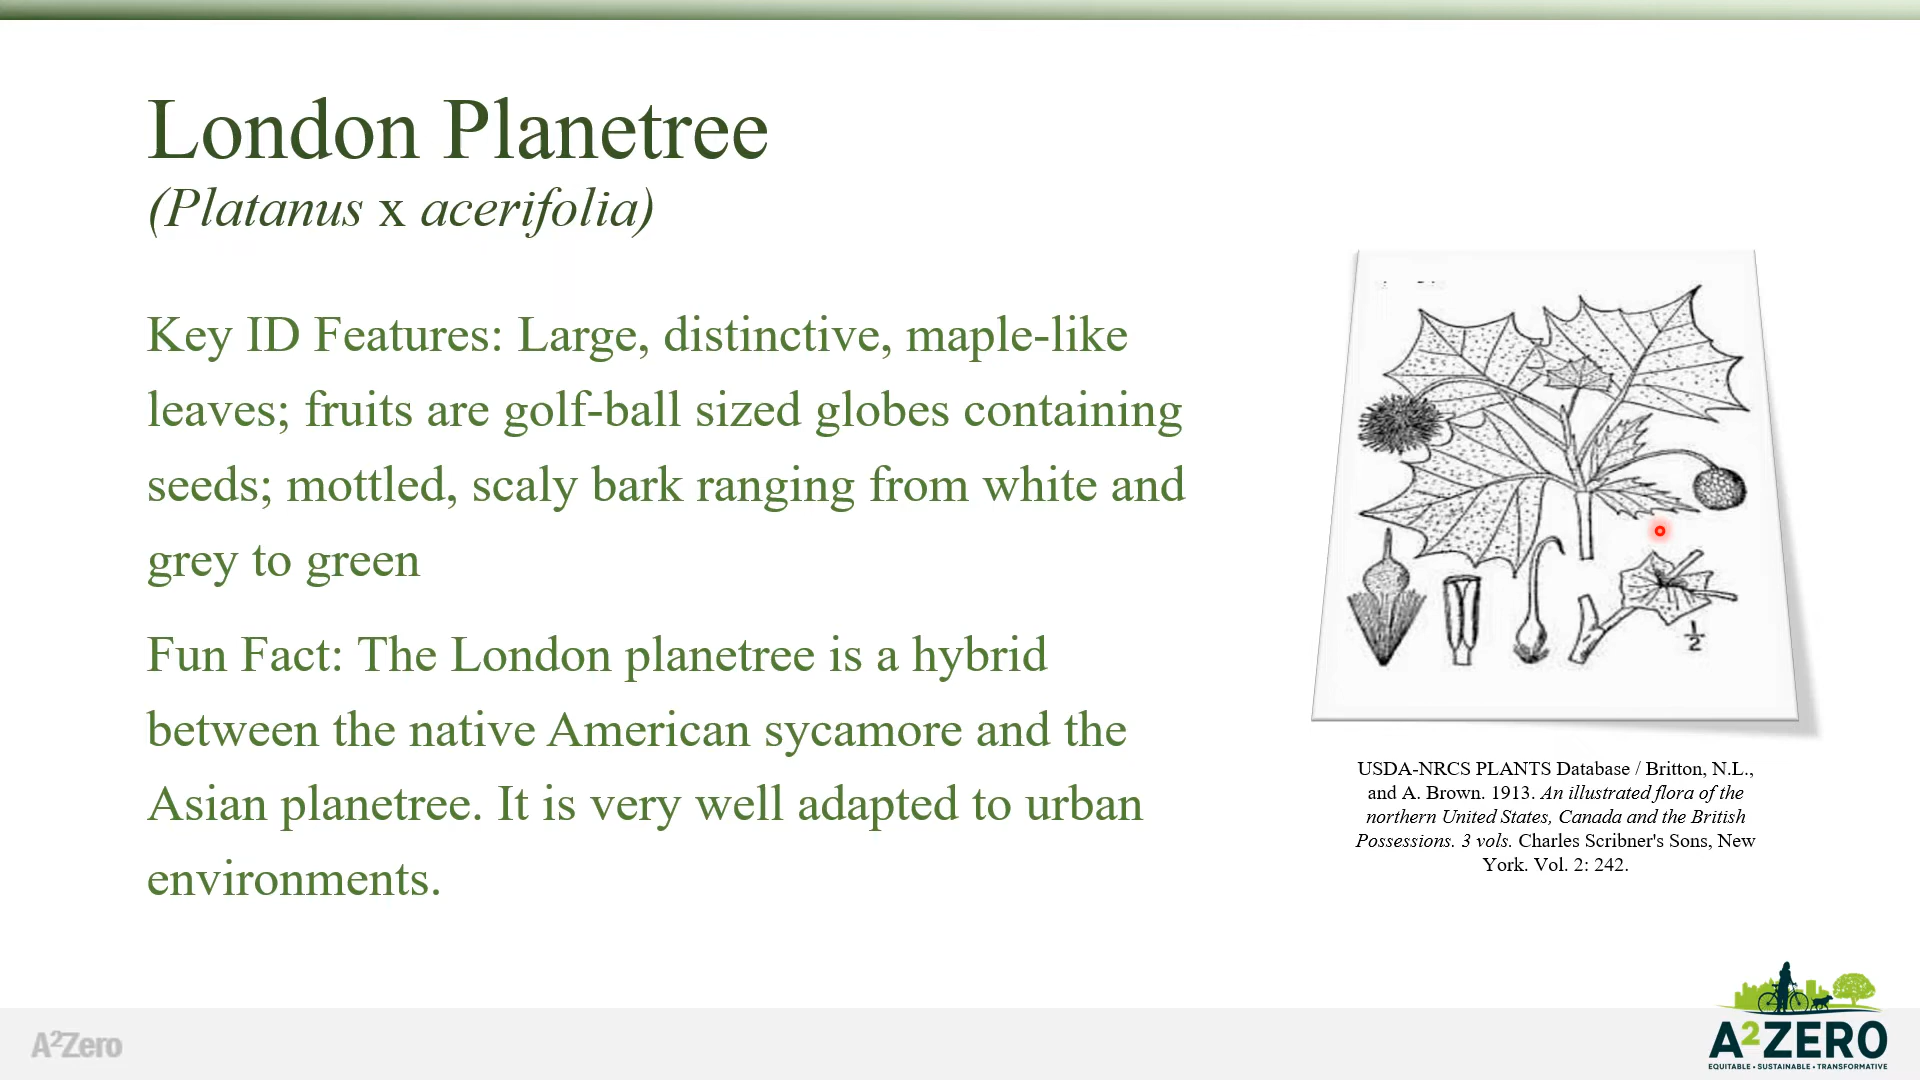 London Planetree
(Platanus x acerifolia)
Key ID Features: Large, distinctive, maple-like
leaves; fruits are golf-ball sized globes containing
seeds; mottled, scaly bark ranging from white and
grey to green
Fun Fact: The London planetree is a hybrid
between the native American sycamore and the
Asian planetree. It is very well adapted to urban
environments.
1/2
USDA-NRCS PLANTS Database / Britton, N.L.,
and A. Brown. 1913. An illustrated flora of the
northern United States, Canada and the British
Possessions. 3 vols. Charles Scribner's Sons, New
York. Vol. 2: 242.
A²Zero
A²ZERO
EQUITABLE • SUSTAINABLE • TRANSFORMATIVE